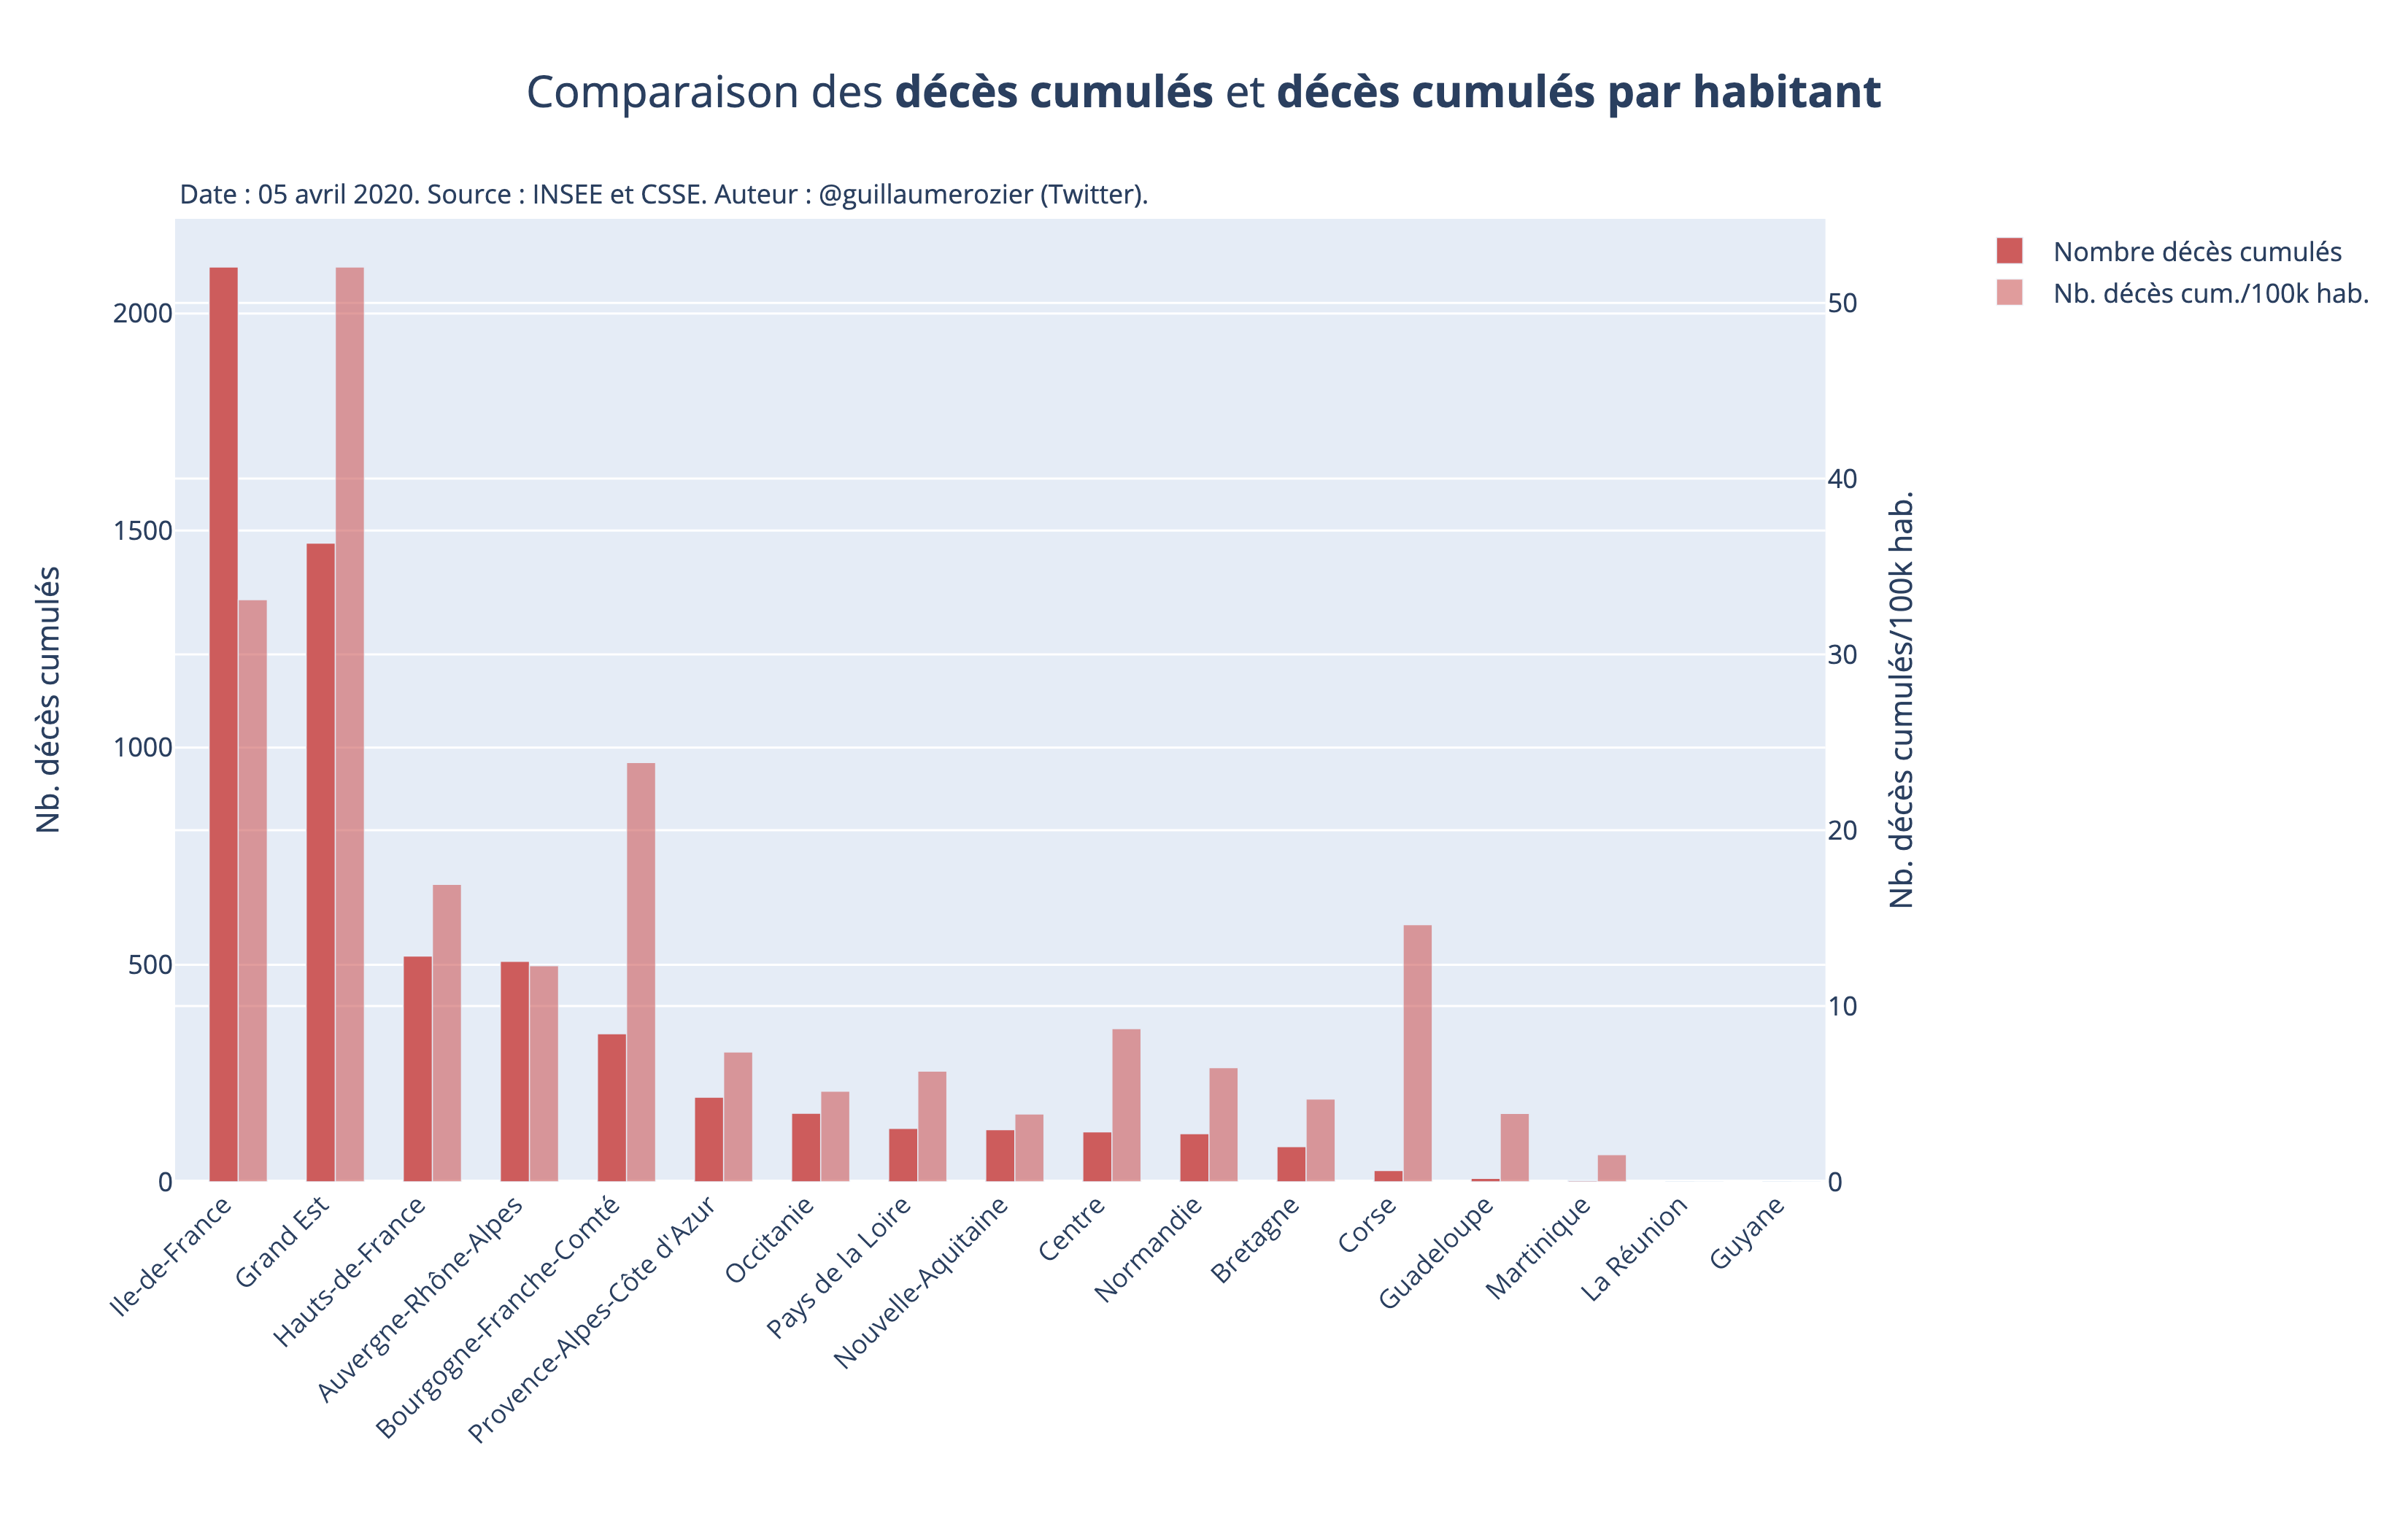 Comparaison des décès cumulés et décès cumulés par habitant
Date : 05 avril 2020. Source : INSEE et CSSE. Auteur : @guillaumerozier (Twitter).
Nombre décès cumulés
Nb. décès cum./100k hab.
Nb. décès cumulés
2000
1500
1000
500
0
50
40
30
20
10
0
Nb. décès cumulés/100k hab.
Ile-de-France
Grand Est
Hauts-de-France
Auvergne-Rhône-Alpes
Bourgogne-Franche-Comté
Provence-Alpes-Côte d'Azur
Occitanie
Pays de la Loire
Nouvelle-Aquitaine
Centre
Normandie
Bretagne
Corse
Guadeloupe
Martinique
La Réunion
Guyane